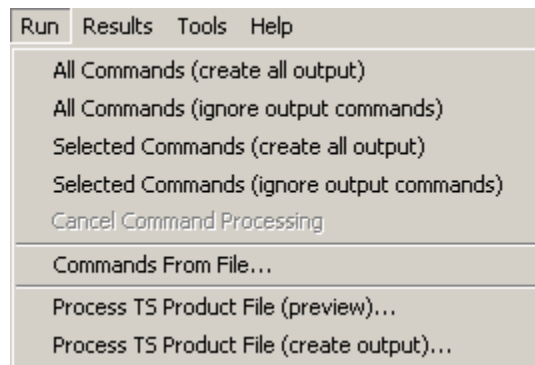 Run Results Tools Help
All Commands (create all output)
All Commands (ignore output commands)
Selected Commands (create all output)
Selected Commands (ignore output commands)
Cancel Command Processing
Commands From File...
Process TS Product File (preview)...
Process TS Product File (create output)...